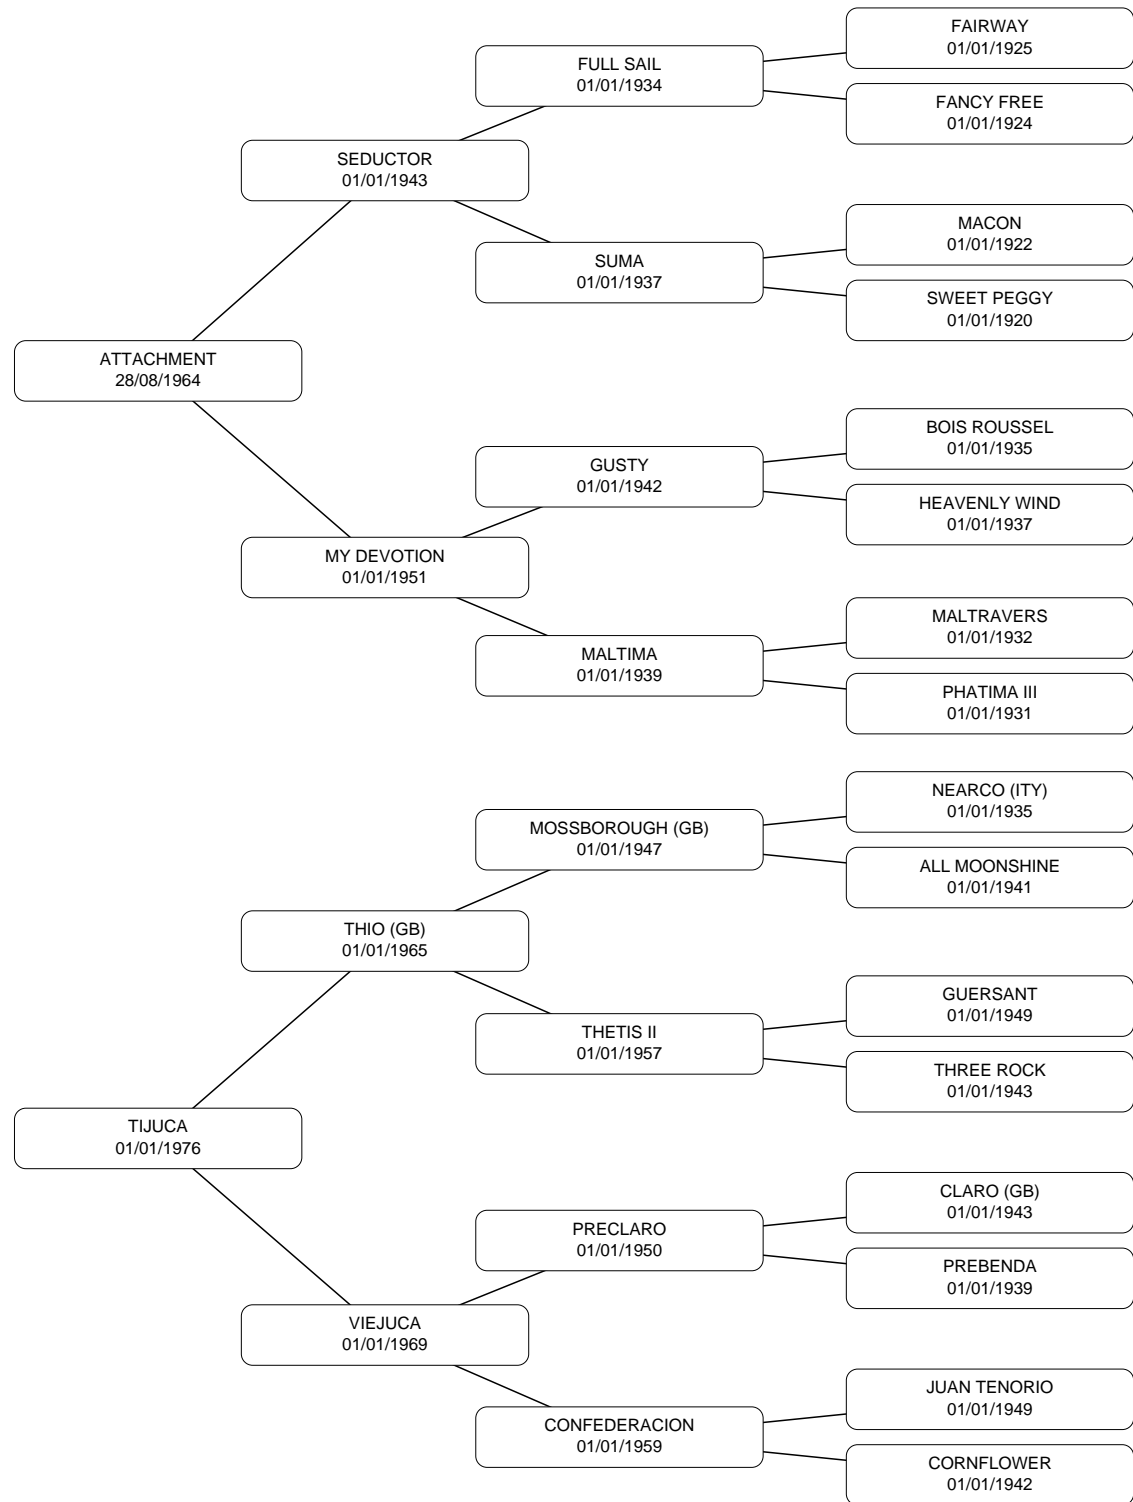 FAIRWAY
01/01/1925
FULL SAIL
01/01/1934
FANCY FREE
01/01/1924
SEDUCTOR
01/01/1943
MACON
01/01/1922
SUMA
01/01/1937
SWEET PEGGY
01/01/1920
ATTACHMENT
28/08/1964
BOIS ROUSSEL
01/01/1935
GUSTY
01/01/1942
HEAVENLY WIND
01/01/1937
MY DEVOTION
01/01/1951
MALTRAVERS
01/01/1932
MALTIMA
01/01/1939
PHATIMA III
01/01/1931
NEARCO (ITY)
01/01/1935
MOSSBOROUGH (GB)
01/01/1947
ALL MOONSHINE
01/01/1941
THIO (GB)
01/01/1965
GUERSANT
01/01/1949
THETIS II
01/01/1957
THREE ROCK
01/01/1943
TIJUCA
01/01/1976
CLARO (GB)
01/01/1943
PRECLARO
01/01/1950
PREBENDA
01/01/1939
VIEJUCA
01/01/1969
JUAN TENORIO
01/01/1949
CONFEDERACION
01/01/1959
CORNFLOWER
01/01/1942